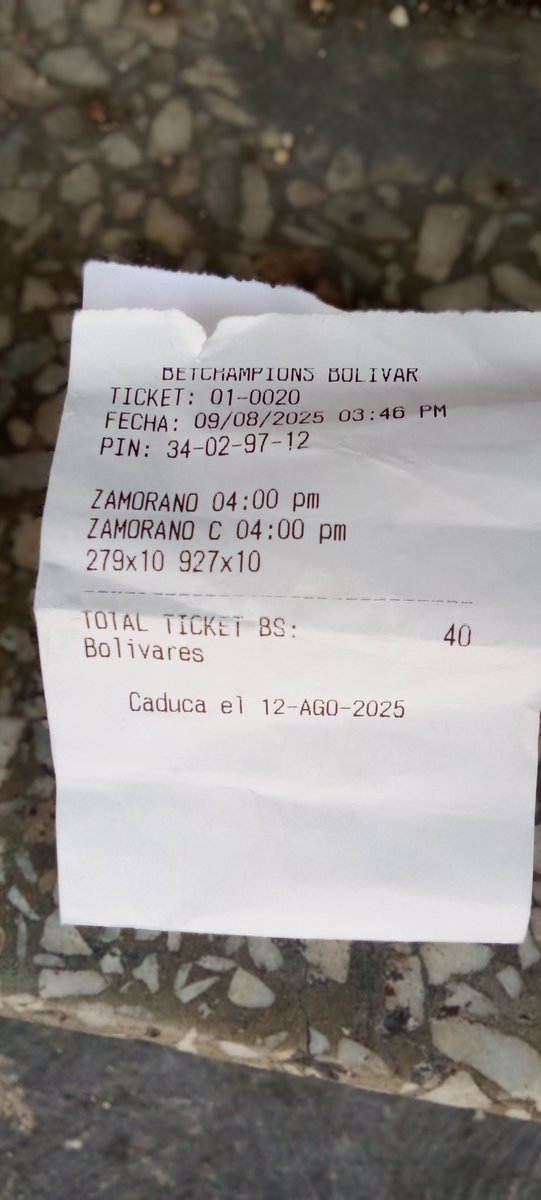 BETCHAMPIONS BOLIVAR
TICKET: 01-0020
FECHA: 09/08/2025 03:46 PM
PIN: 34-02-97-12
ZAMORANO 04:00 pm
ZAMORANO C 04:00 pm
279x10 927x10
--------------------------------
TOTAL TICKET BS: 40
Bolivares
Caduca el 12-AGO-2025